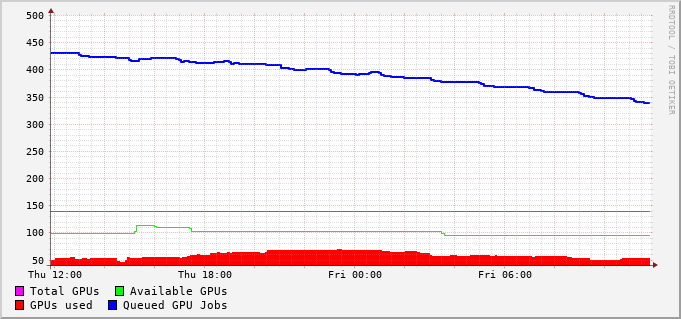 RRDTOOL / TOBI OETIKER
500
450
400
350
300
250
200
150
100
50
Thu 12:00 Thu 18:00 Fri 00:00 Fri 06:00
Total GPUs Available GPUs
GPUs used Queued GPU Jobs